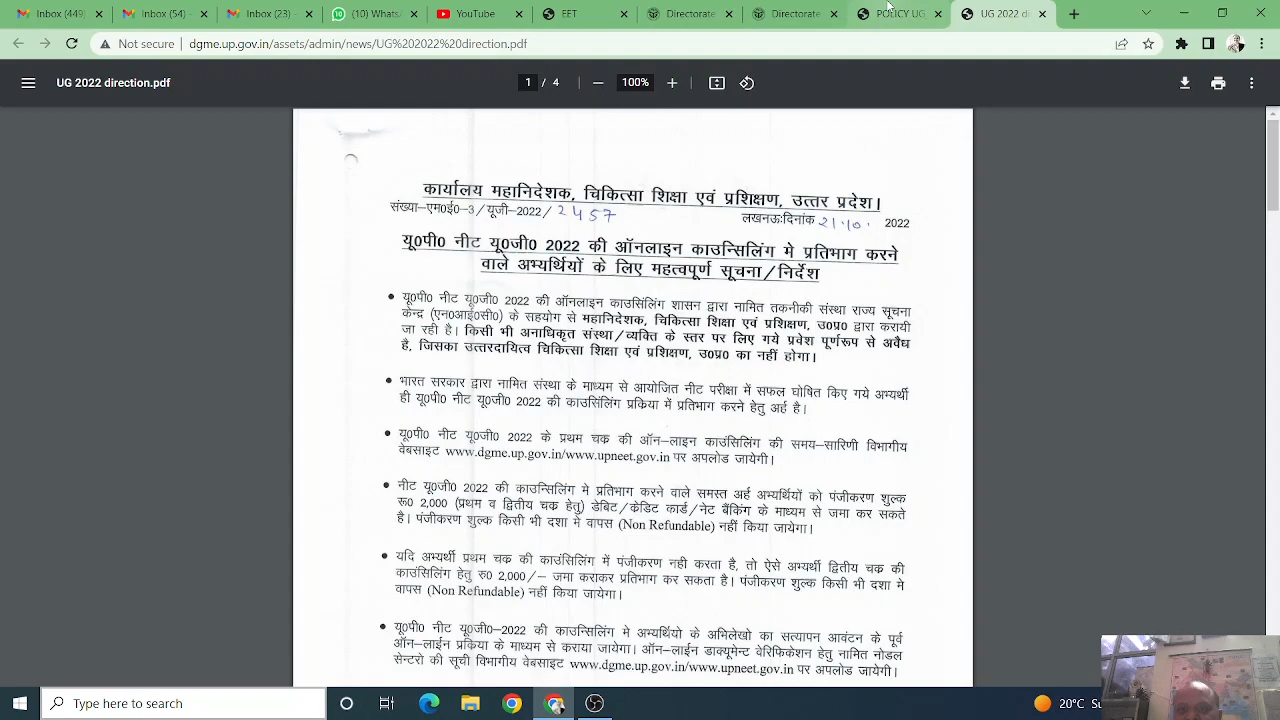 Inbox (449)
Inbox (54) -
Inbox (23) -
(10) Whats
YouTube
EET
Directorate
Directorate
POLICY UG
UG 2022 di
Not secure
dgme.up.gov.in/assets/admin/news/UG%202022%20direction.pdf
UG 2022 direction.pdf
1 / 4
100%
कार्यालय महानिदेशक, चिकित्सा शिक्षा एवं प्रशिक्षण, उत्तर प्रदेश।
संख्या–एम0ई0–3/यूजी–2022/ 2457
लखनऊःदिनांक 21.10. 2022
यू0पी0 नीट यू0जी0 2022 की ऑनलाइन काउन्सिलिंग मे प्रतिभाग करने
वाले अभ्यर्थियों के लिए महत्वपूर्ण सूचना/निर्देश
• यू0पी0 नीट यू0जी0 2022 की ऑनलाइन काउसिलिंग शासन द्वारा नामित तकनीकी संस्था राज्य सूचना
केन्द्र (एन0आई0सी0) के सहयोग से महानिदेशक, चिकित्सा शिक्षा एवं प्रशिक्षण, उ0प्र0 द्वारा करायी
जा रही है। किसी भी अनाधिकृत संस्था/व्यक्ति के स्तर पर लिए गये प्रवेश पूर्णरूप से अवैध
है, जिसका उत्तरदायित्व चिकित्सा शिक्षा एवं प्रशिक्षण, उ0प्र0 का नहीं होगा।
• भारत सरकार द्वारा नामित संस्था के माध्यम से आयोजित नीट परीक्षा में सफल घोषित किए गये अभ्यर्थी
ही यू0पी0 नीट यू0जी0 2022 की काउसिंलिंग प्रकिया में प्रतिभाग करने हेतु अर्ह है।
• यू0पी0 नीट यू0जी0 2022 के प्रथम चक्र की ऑन–लाइन काउंसिलिंग की समय–सारिणी विभागीय
वेबसाइट www.dgme.up.gov.in/www.upneet.gov.in पर अपलोड जायेगी।
• नीट यू0जी0 2022 की काउन्सिलिंग मे प्रतिभाग करने वाले समस्त अर्ह अभ्यर्थियों को पंजीकरण शुल्क
रू0 2,000 (प्रथम व द्वितीय चक्र हेतु) डेबिट/केडिट कार्ड/नेट बैंकिंग के माध्यम से जमा कर सकते
है। पंजीकरण शुल्क किसी भी दशा मे वापस (Non Refundable) नहीं किया जायेगा।
• यदि अभ्यर्थी प्रथम चक्र की काउंसिलिंग में पंजीकरण नही करता है, तो ऐसे अभ्यर्थी द्वितीय चक्र की
काउंसिलिंग हेतु रू0 2,000/– जमा कराकर प्रतिभाग कर सकता है। पंजीकरण शुल्क किसी भी दशा मे
वापस (Non Refundable) नहीं किया जायेगा।
• यू0पी0 नीट यू0जी0–2022 की काउन्सिलिंग मे अभ्यर्थियो के अभिलेखो का सत्यापन आवंटन के पूर्व
ऑन–लाईन प्रकिया के माध्यम से कराया जायेगा। ऑन–लाईन डाक्यूमेन्ट वेरिफिकेशन हेतु नामित नोडल
सेन्टरो की सूची विभागीय वेबसाइट www.dgme.up.gov.in/www.upneet.gov.in पर अपलोड जायेगी।
Type here to search
20°C Su